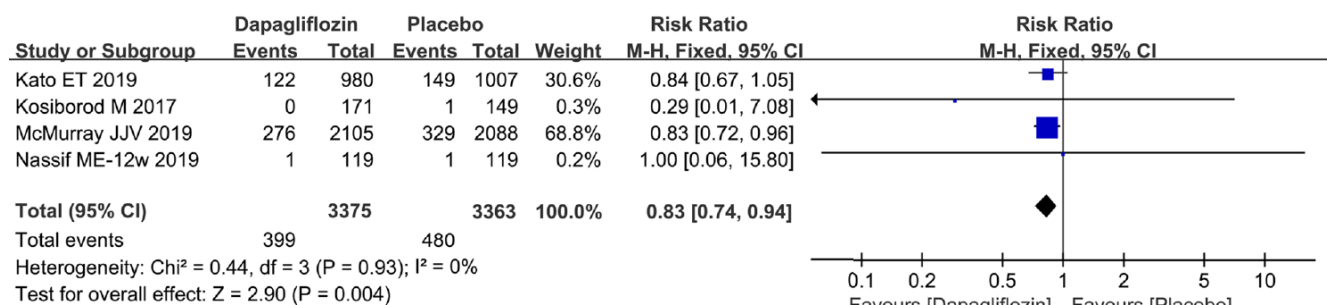 Dapagliflozin Placebo Risk Ratio Risk Ratio
Study or Subgroup Events Total Events Total Weight M-H, Fixed, 95% CI M-H, Fixed, 95% CI
Kato ET 2019 122 980 149 1007 30.6% 0.84 [0.67, 1.05]
Kosiborod M 2017 0 171 1 149 0.3% 0.29 [0.01, 7.08]
McMurray JJV 2019 276 2105 329 2088 68.8% 0.83 [0.72, 0.96]
Nassif ME-12w 2019 1 119 1 119 0.2% 1.00 [0.06, 15.80]
Total (95% CI) 3375 3363 100.0% 0.83 [0.74, 0.94]
Total events 399 480
Heterogeneity: Chi² = 0.44, df = 3 (P = 0.93); I² = 0%
Test for overall effect: Z = 2.90 (P = 0.004)
0.1 0.2 0.5 1 2 5 10
Favours [Dapagliflozin] Favours [Placebo]